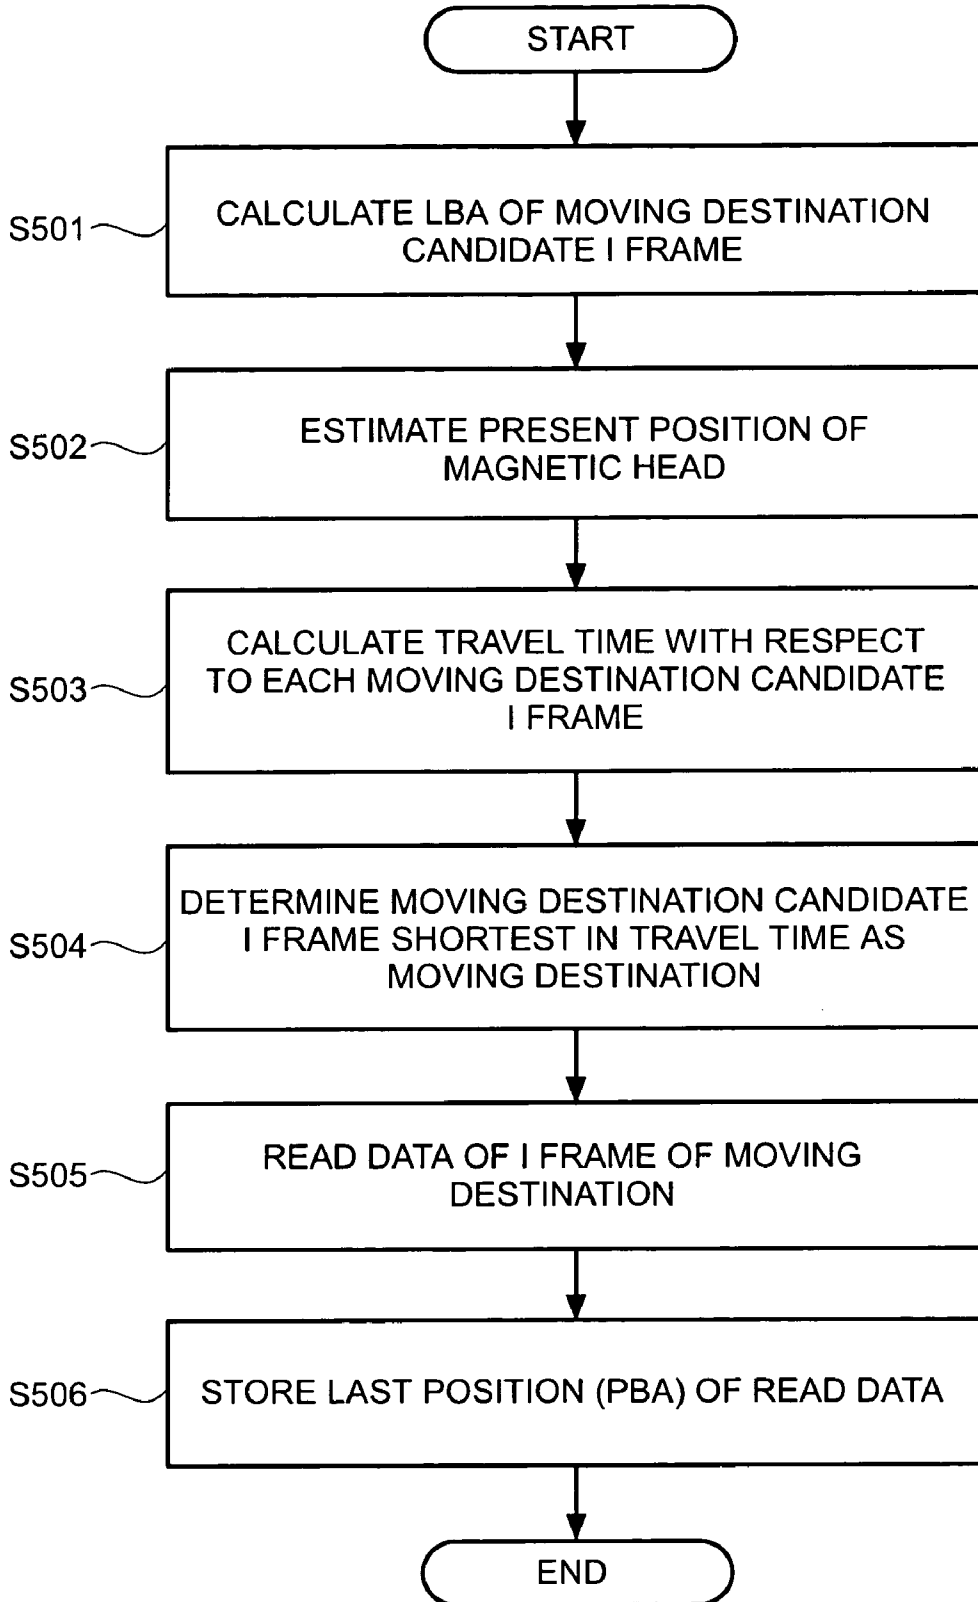 START
S501
CALCULATE LBA OF MOVING DESTINATION
CANDIDATE I FRAME
S502
ESTIMATE PRESENT POSITION OF
MAGNETIC HEAD
S503
CALCULATE TRAVEL TIME WITH RESPECT
TO EACH MOVING DESTINATION CANDIDATE
I FRAME
S504
DETERMINE MOVING DESTINATION CANDIDATE
I FRAME SHORTEST IN TRAVEL TIME AS
MOVING DESTINATION
S505
READ DATA OF I FRAME OF MOVING
DESTINATION
S506
STORE LAST POSITION (PBA) OF READ DATA
END